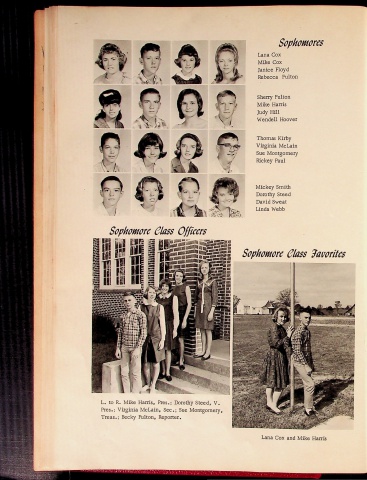 Sophomores
Lana Cox
Mike Cox
Janice Floyd
Rebecca Fulton
Sherry Fulton
Mike Harris
Judy Hill
Wendell Hoover
Thomas Kirby
Virginia McLain
Sue Montgomery
Rickey Paul
Mickey Smith
Dorothy Steed
David Sweat
Linda Webb
Sophomore Class Officers
Sophomore Class Favorites
L. to R. Mike Harris, Pres.; Dorothy Steed, V.
Pres.; Virginia McLain, Sec.; Sue Montgomery,
Treas.; Becky Fulton, Reporter.
Lana Cox and Mike Harris